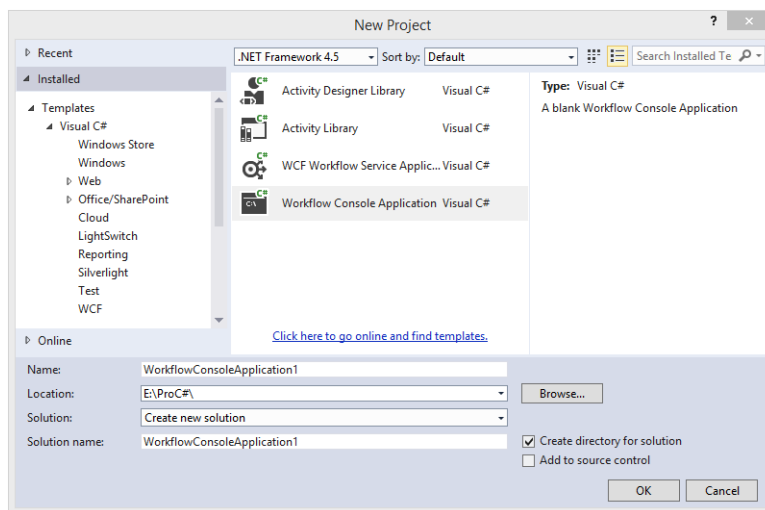 New Project
?
Recent
.NET Framework 4.5
Sort by:
Default
Search Installed Te
Installed
Templates
Visual C#
Windows Store
Windows
Web
Office/SharePoint
Cloud
LightSwitch
Reporting
Silverlight
Test
WCF
Online
C#
Activity Designer Library Visual C#
C#
Activity Library Visual C#
C#
WCF Workflow Service Applic... Visual C#
C#
C:\
Workflow Console Application Visual C#
Click here to go online and find templates.
Type: Visual C#
A blank Workflow Console Application
Name: WorkflowConsoleApplication1
Location: E:\ProC#\
Browse...
Solution: Create new solution
Solution name: WorkflowConsoleApplication1
Create directory for solution
Add to source control
OK
Cancel